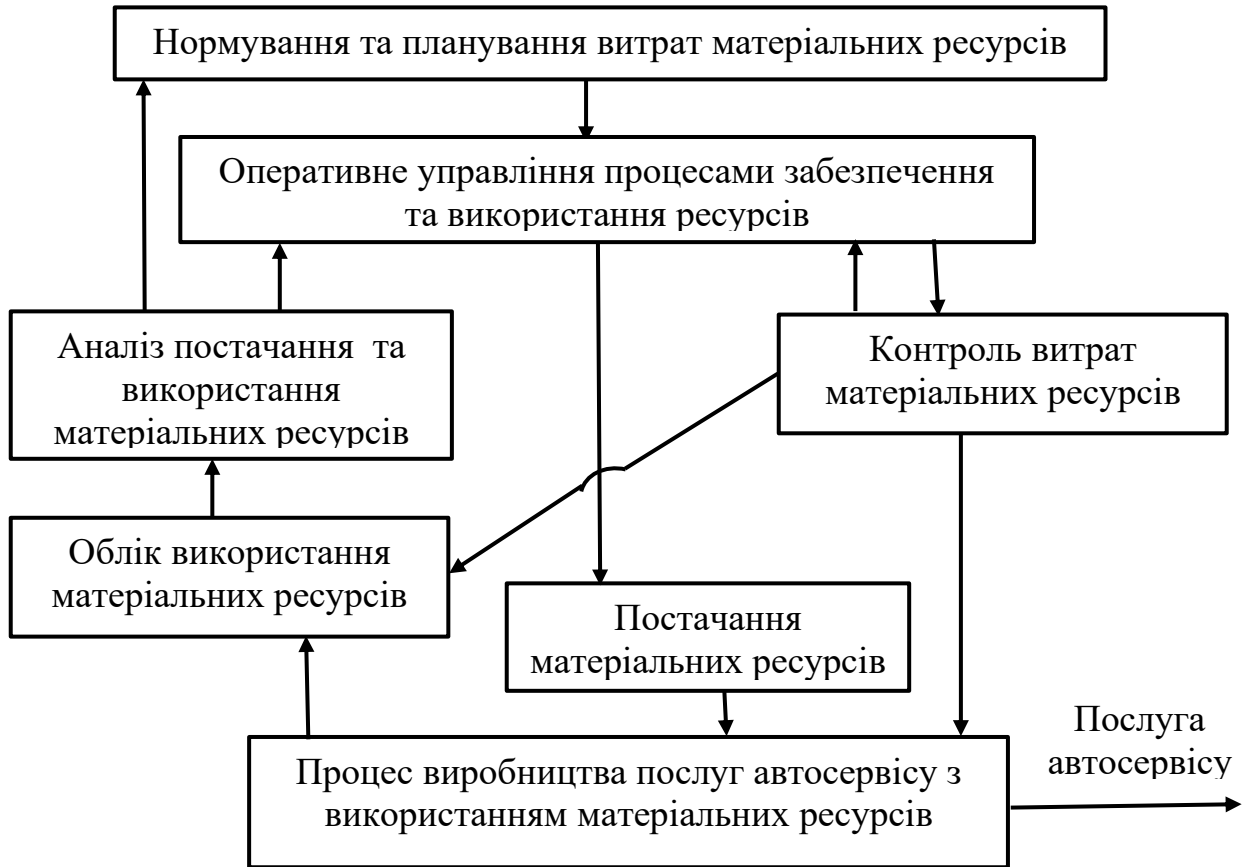 Нормування та планування витрат матеріальних ресурсів
Оперативне управління процесами забезпечення
та використання ресурсів
Аналіз постачання та
використання
матеріальних ресурсів
Контроль витрат
матеріальних ресурсів
Облік використання
матеріальних ресурсів
Постачання
матеріальних ресурсів
Процес виробництва послуг автосервісу з
використанням матеріальних ресурсів
Послуга
автосервісу